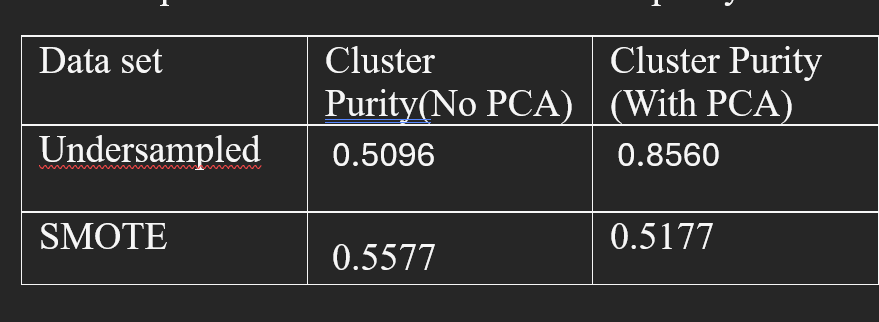 Data set
Cluster
Purity(No PCA)
Cluster Purity
(With PCA)
Undersampled
0.5096
0.8560
SMOTE
0.5577
0.5177